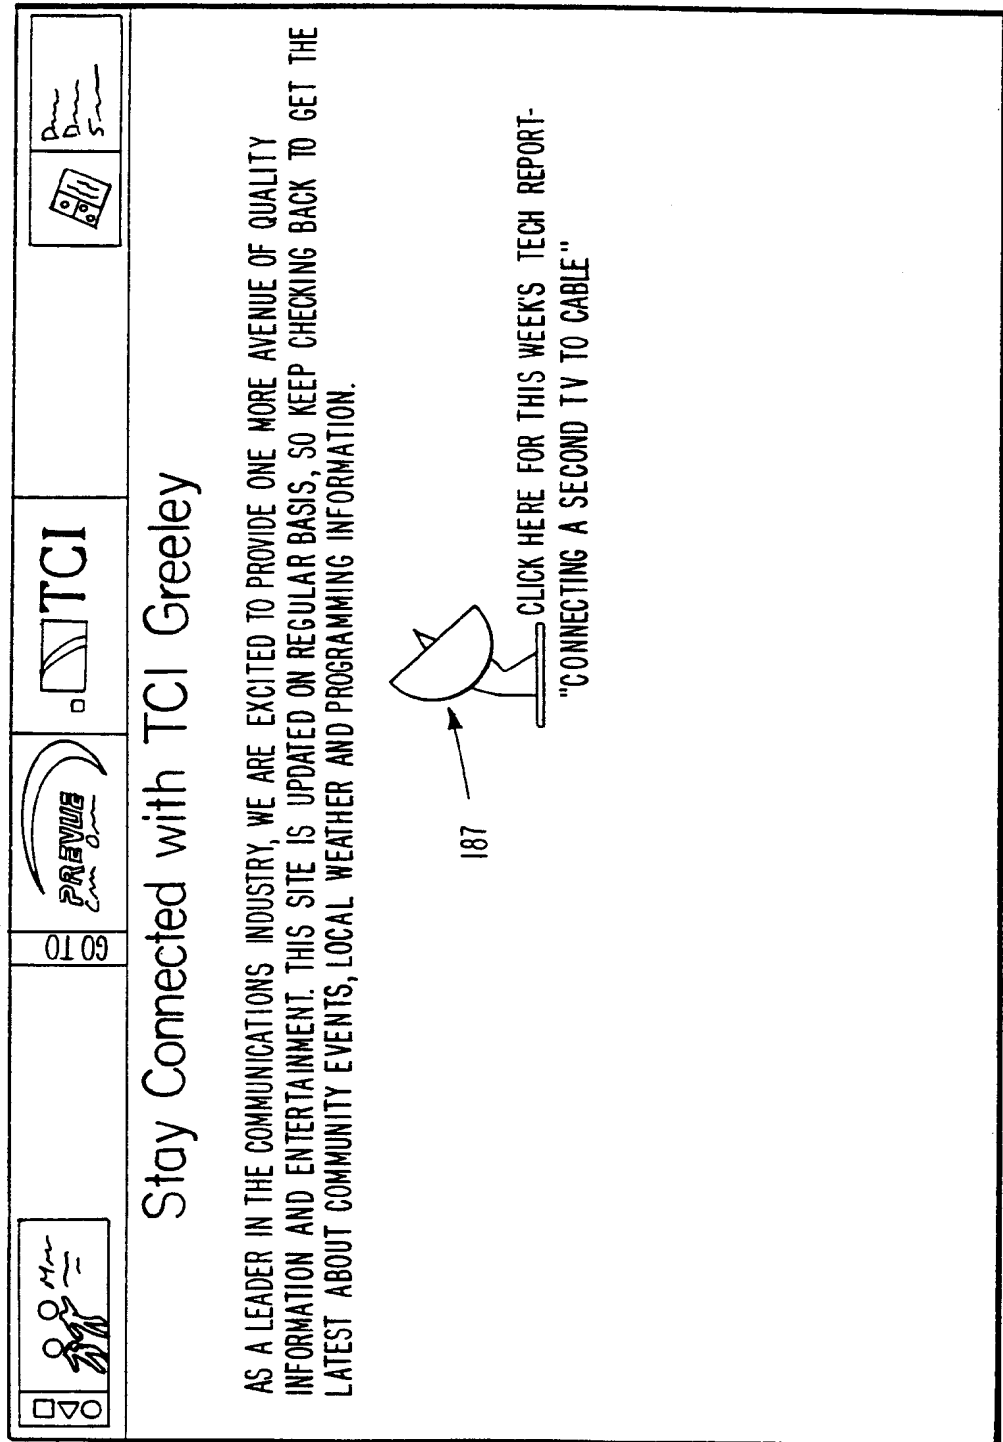 GO TO
PREVUE
TCI
Stay Connected with TCI Greeley
AS A LEADER IN THE COMMUNICATIONS INDUSTRY, WE ARE EXCITED TO PROVIDE ONE MORE AVENUE OF QUALITY
INFORMATION AND ENTERTAINMENT. THIS SITE IS UPDATED ON REGULAR BASIS, SO KEEP CHECKING BACK TO GET THE
LATEST ABOUT COMMUNITY EVENTS, LOCAL WEATHER AND PROGRAMMING INFORMATION.
187
CLICK HERE FOR THIS WEEK'S TECH REPORT-
"CONNECTING A SECOND TV TO CABLE"